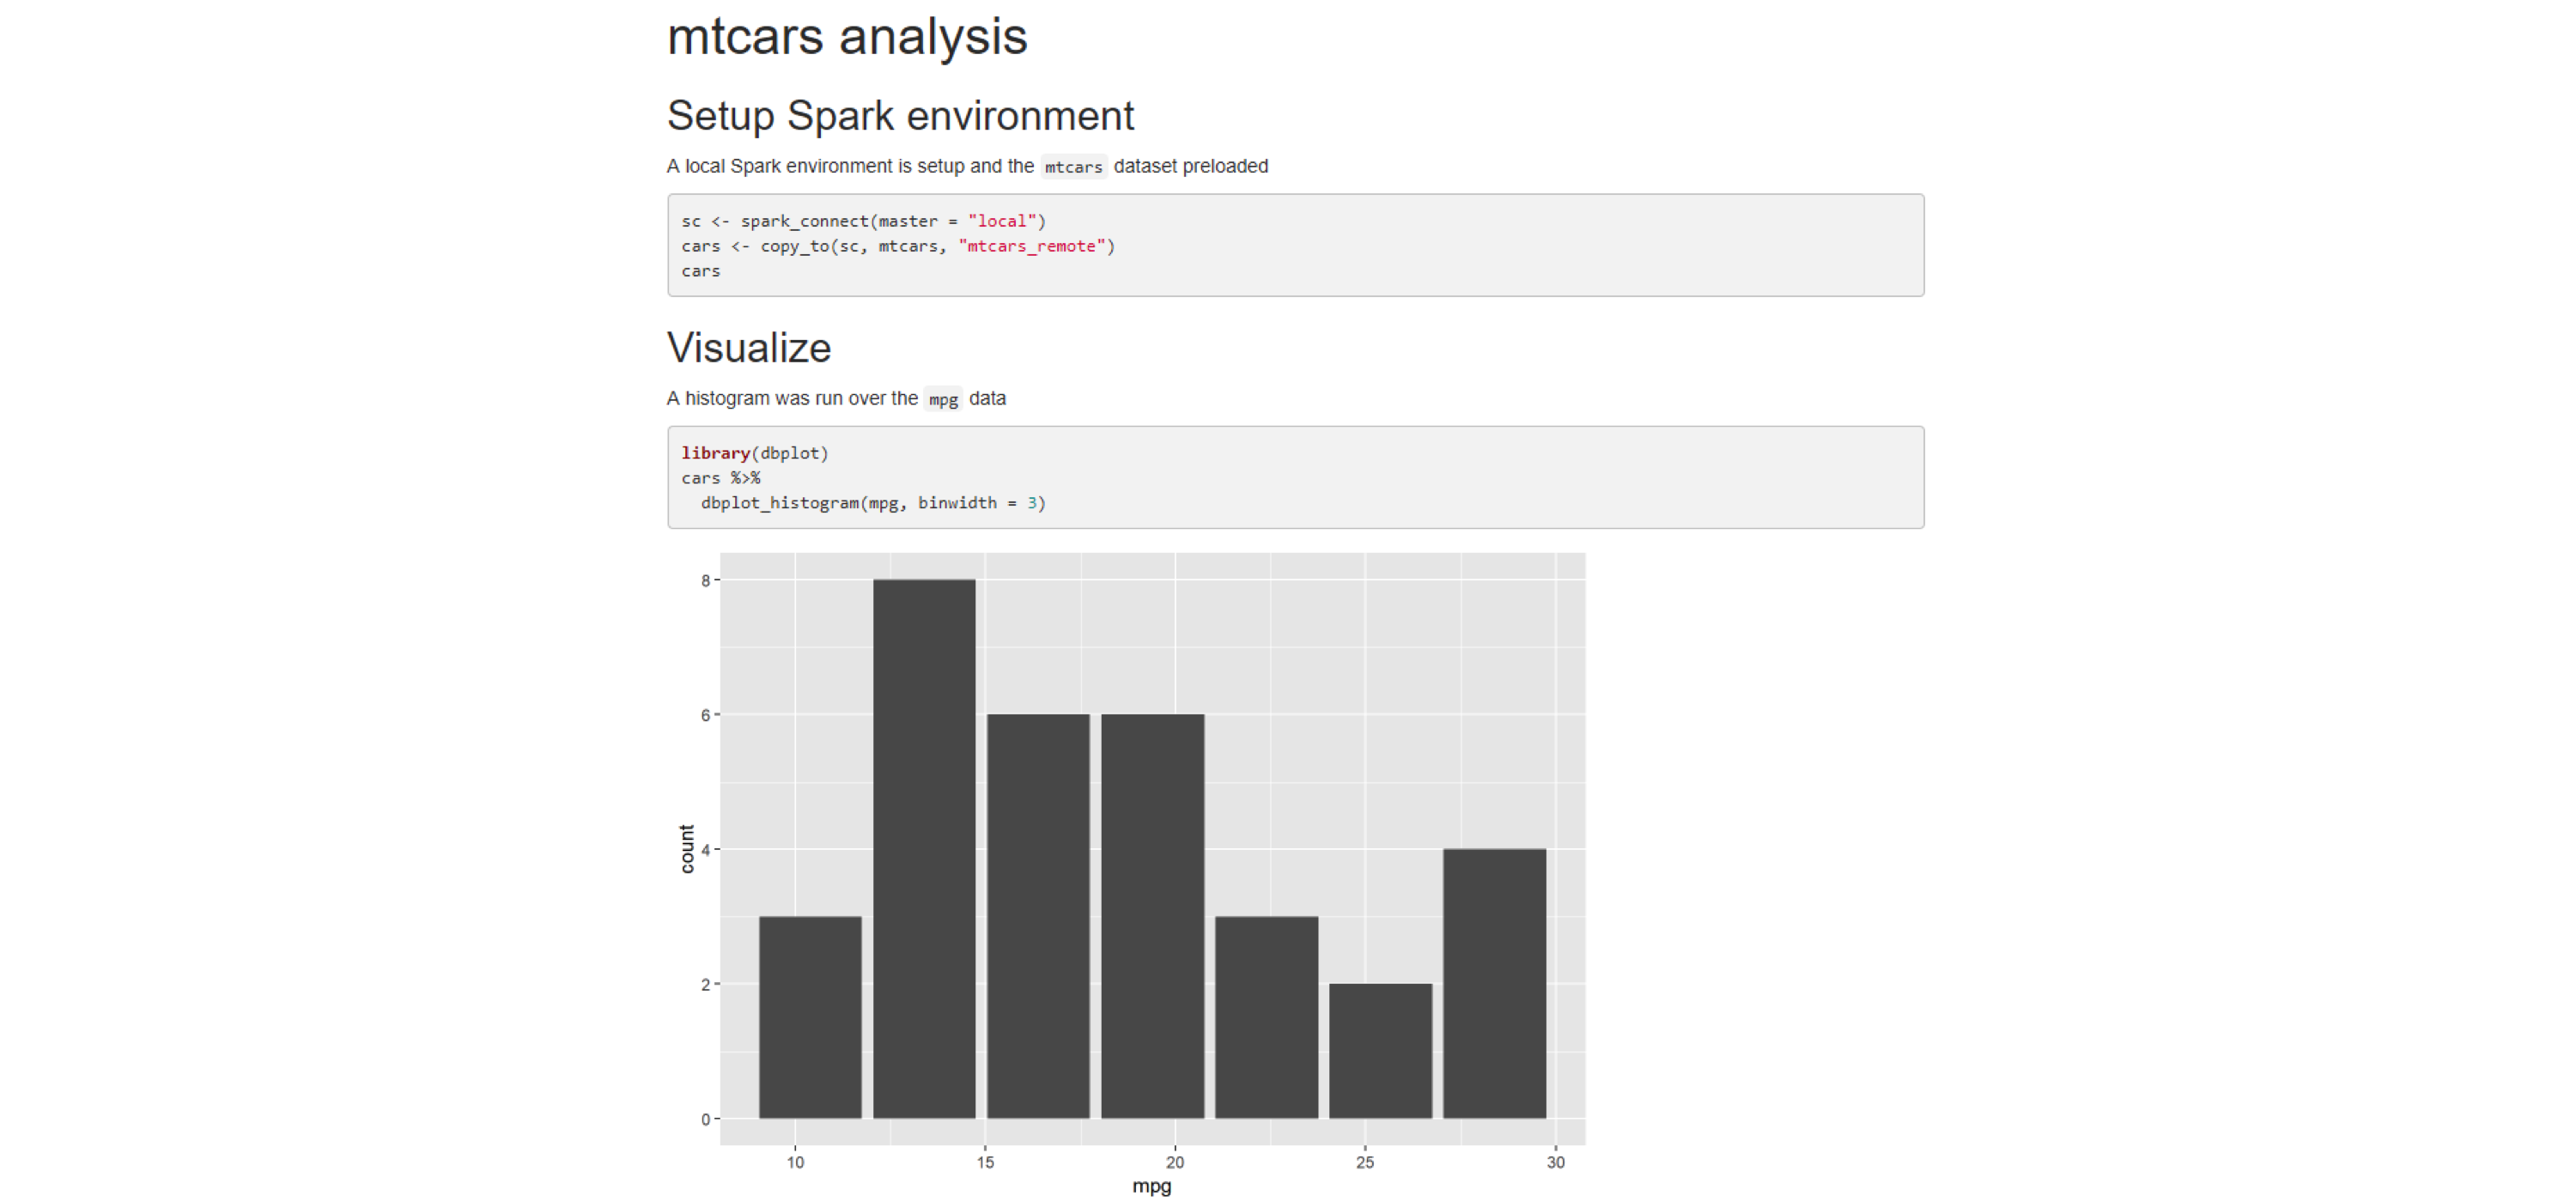 mtcars analysis
Setup Spark environment
A local Spark environment is setup and the mtcars dataset preloaded
sc <- spark_connect(master = "local")
cars <- copy_to(sc, mtcars, "mtcars_remote")
cars
Visualize
A histogram was run over the mpg data
library(dbplot)
cars %>%
  dbplot_histogram(mpg, binwidth = 3)
8
6
4
2
0
count
10 15 20 25 30
mpg